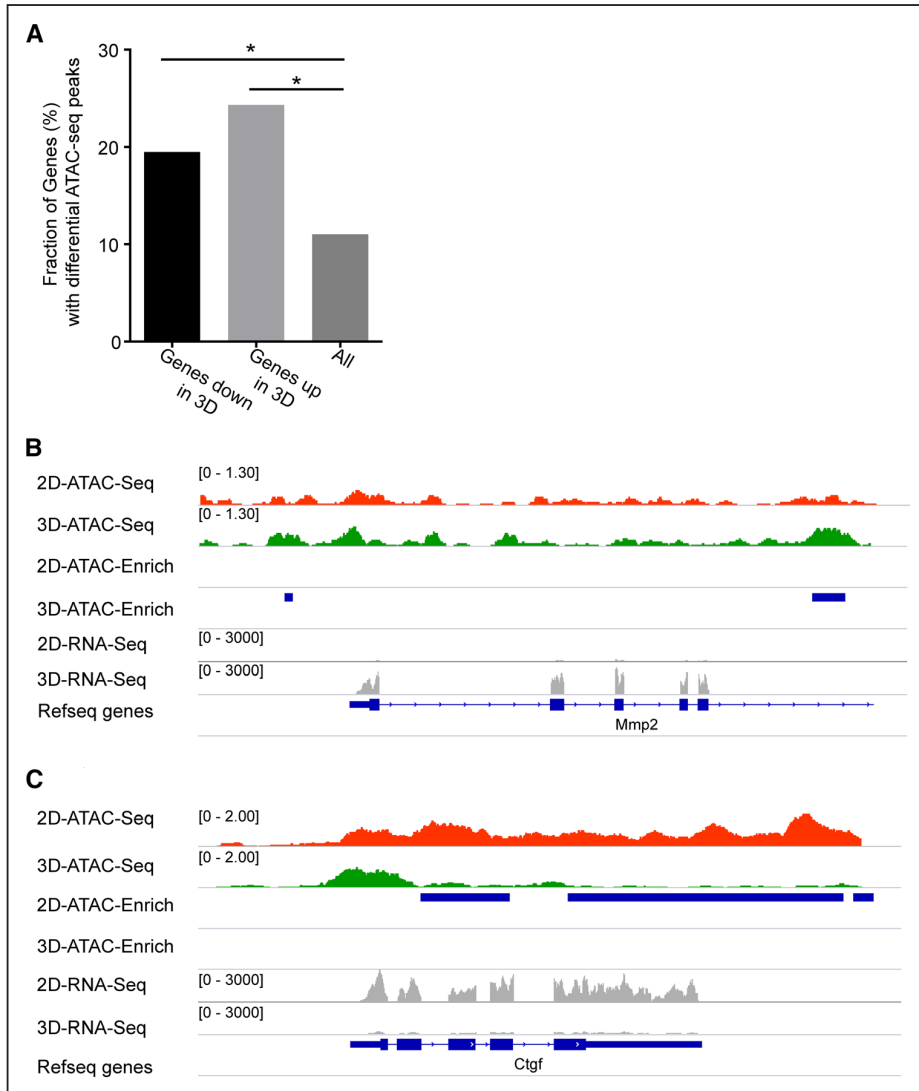 A
Fraction of Genes (%)
with differential ATAC-seq peaks
30
20
10
0
*
*
Genes down
in 3D
Genes up
in 3D
All
B
2D-ATAC-Seq
[0 - 1.30]
3D-ATAC-Seq
[0 - 1.30]
2D-ATAC-Enrich
3D-ATAC-Enrich
2D-RNA-Seq
[0 - 3000]
3D-RNA-Seq
[0 - 3000]
Refseq genes
Mmp2
C
2D-ATAC-Seq
[0 - 2.00]
3D-ATAC-Seq
[0 - 2.00]
2D-ATAC-Enrich
3D-ATAC-Enrich
2D-RNA-Seq
[0 - 3000]
3D-RNA-Seq
[0 - 3000]
Refseq genes
Ctgf